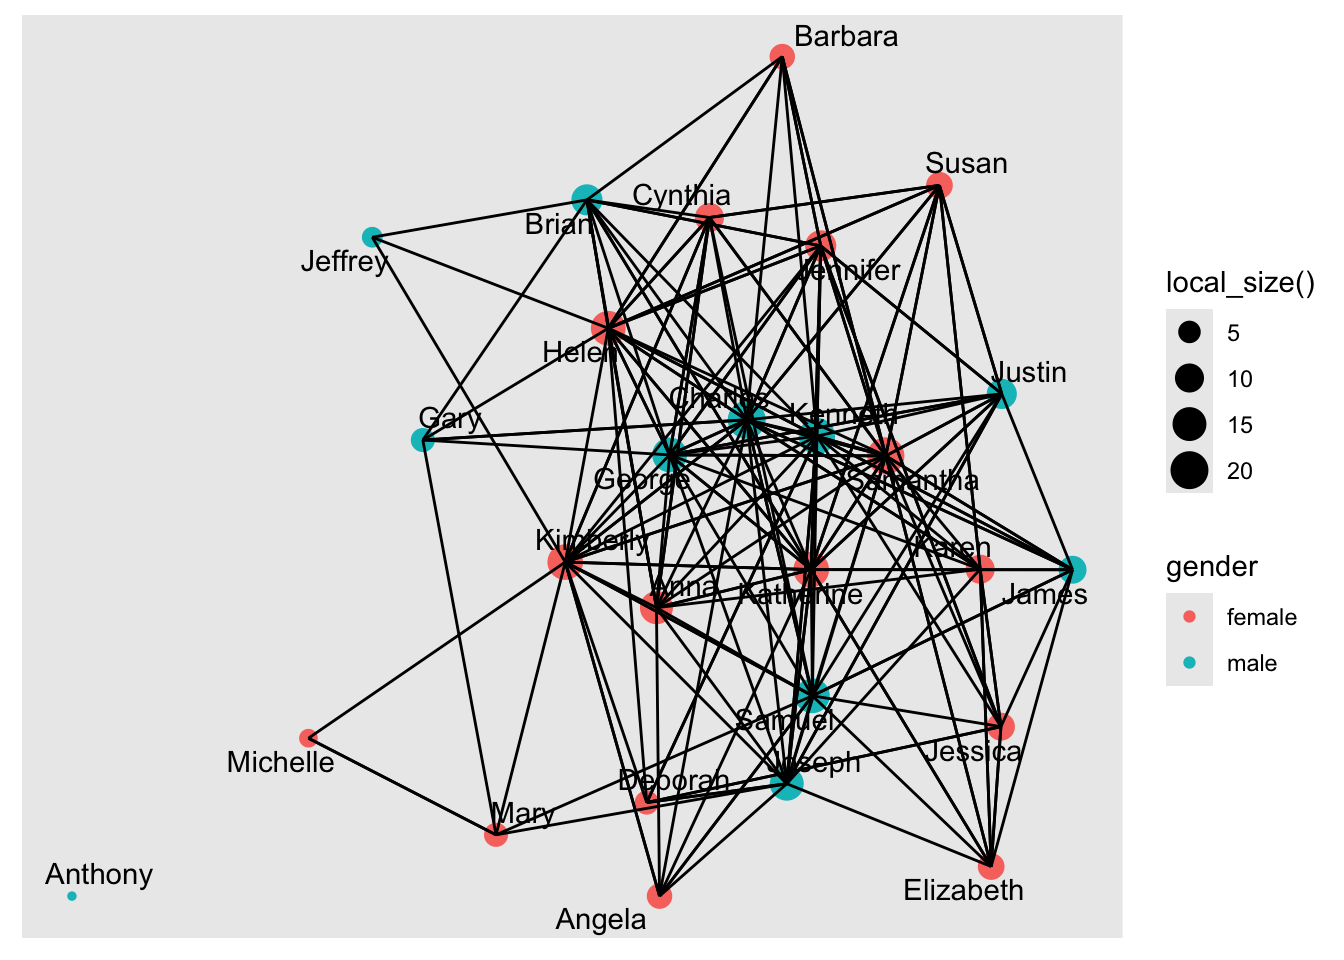 Barbara
Susan
Cynthia
Brian
Jeffrey
Jennifer
Helen
Justin
Charles
Kenneth
Gary
George
Samantha
Kimberly
Karen
Anna
Katherine
James
Samuel
Jessica
Michelle
Joseph
Deborah
Mary
Anthony
Elizabeth
Angela
local_size()
5
10
15
20
gender
female
male